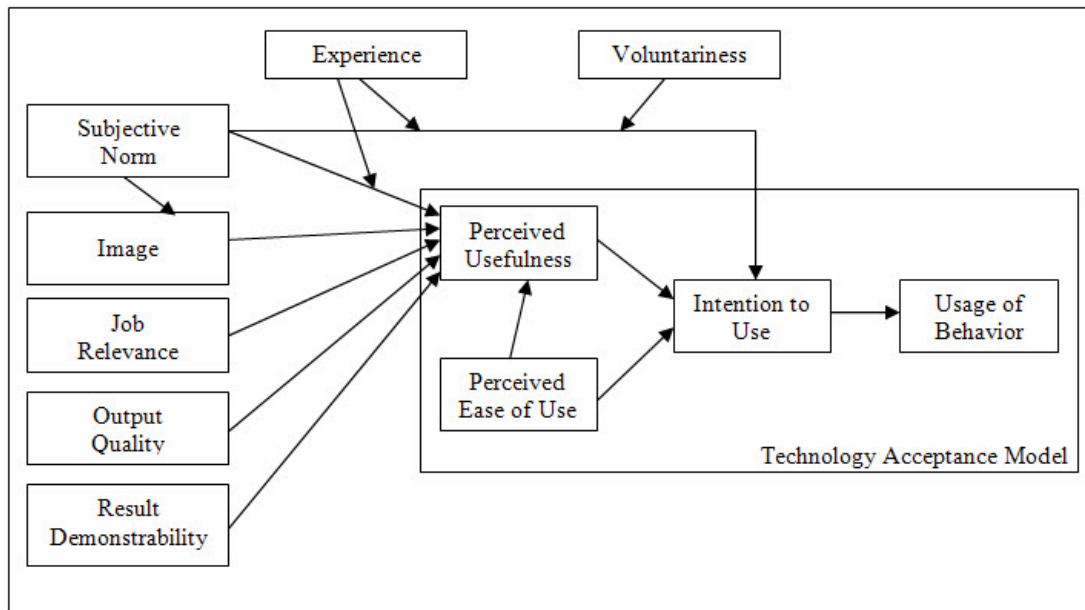 Experience
Voluntariness
Subjective
Norm
Image
Job
Relevance
Output
Quality
Result
Demonstrability
Perceived
Usefulness
Perceived
Ease of Use
Intention to
Use
Usage of
Behavior
Technology Acceptance Model